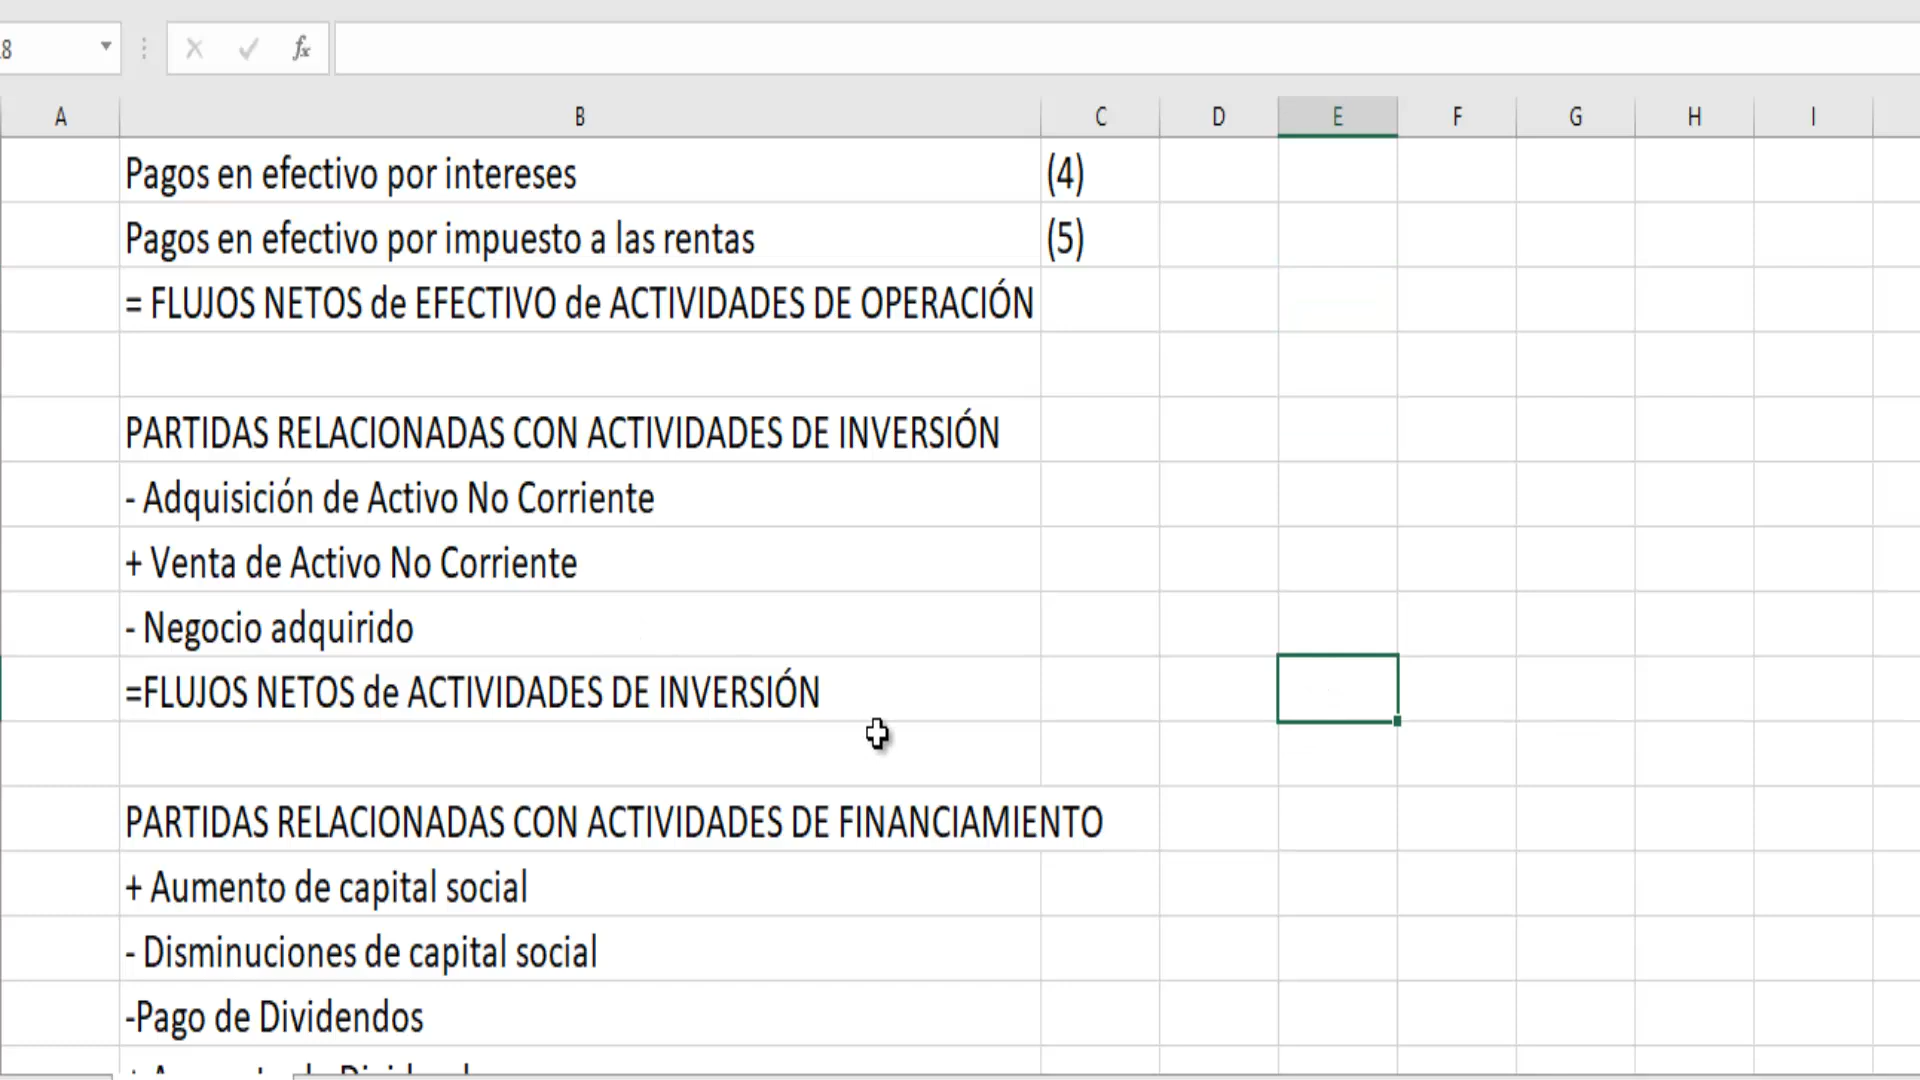 8
fx
A B C D E F G H I
Pagos en efectivo por intereses (4)
Pagos en efectivo por impuesto a las rentas (5)
= FLUJOS NETOS de EFECTIVO de ACTIVIDADES DE OPERACIÓN
PARTIDAS RELACIONADAS CON ACTIVIDADES DE INVERSIÓN
- Adquisición de Activo No Corriente
+ Venta de Activo No Corriente
- Negocio adquirido
=FLUJOS NETOS de ACTIVIDADES DE INVERSIÓN
PARTIDAS RELACIONADAS CON ACTIVIDADES DE FINANCIAMIENTO
+ Aumento de capital social
- Disminuciones de capital social
-Pago de Dividendos